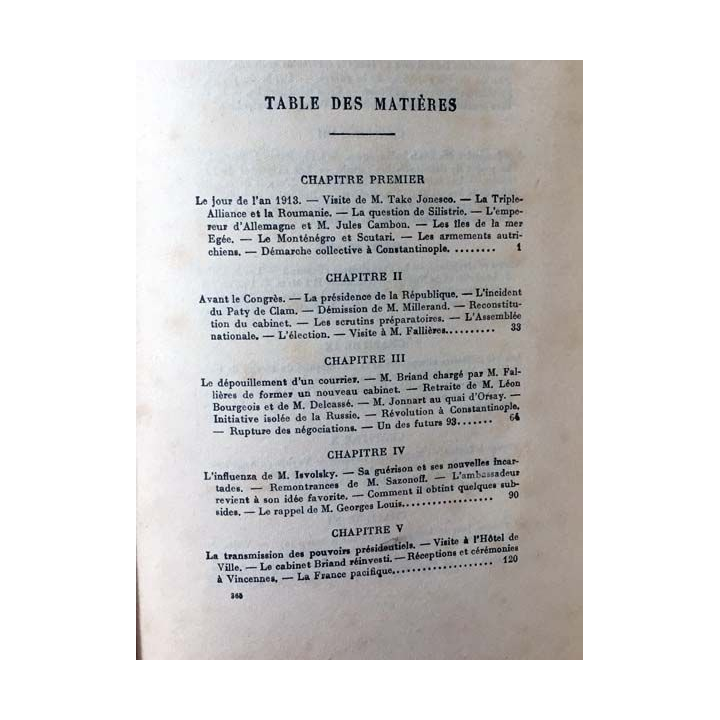 TABLE DES MATIÈRES
CHAPITRE PREMIER
Le jour de l'an 1913. — Visite de M. Take Jonesco. — La Triple-
Alliance et la Roumanie. — La question de Silistrie. — L'empe-
reur d'Allemagne et M. Jules Cambon. — Les îles de la mer
Egée. — Le Monténégro et Scutari. — Les armements autri-
chiens. — Démarche collective à Constantinople. ........ 1
CHAPITRE II
Avant le Congrès. — La présidence de la République. — L'incident
du Paty de Clam. — Démission de M. Millerand. — Reconstitu-
tion du cabinet. — Les scrutins préparatoires. — L'Assemblée
nationale. — L'élection. — Visite à M. Fallières.......... 33
CHAPITRE III
Le dépouillement d'un courrier. — M. Briand chargé par M. Fal-
lières de former un nouveau cabinet. — Retraite de M. Léon
Bourgeois et de M. Delcassé. — M. Jonnart au quai d'Orsay. —
Initiative isolée de la Russie. — Révolution à Constantinople.
— Rupture des négociations. — Un des futurs 93....... 64
CHAPITRE IV
L'influenza de M. Isvolsky. — Sa guérison et ses nouvelles incar-
tades. — Remontrances de M. Sazonoff. — L'ambassadeur
revient à son idée favorite. — Comment il obtint quelques sub-
sides. — Le rappel de M. Georges Louis................. 90
CHAPITRE V
La transmission des pouvoirs présidentiels. — Visite à l'Hôtel de
Ville. — Le cabinet Briand réinvesti. — Réceptions et cérémonies
à Vincennes. — La France pacifique.................. 120
365